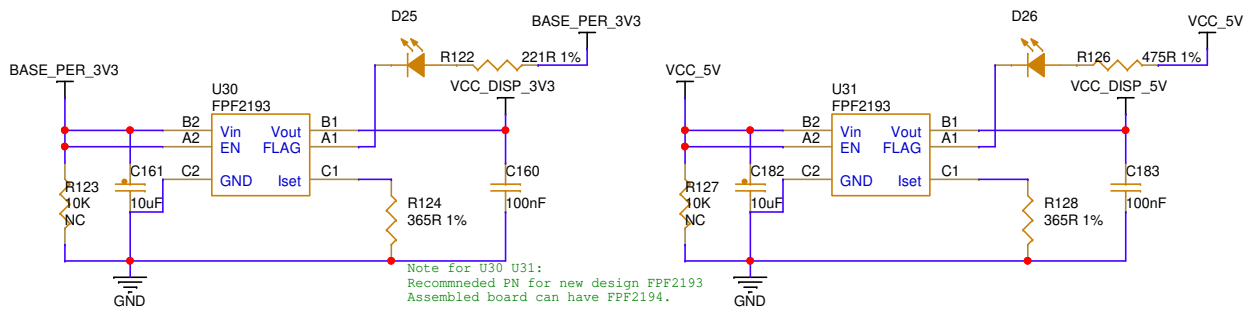 D25
BASE_PER_3V3
R122 221R 1%
BASE_PER_3V3
VCC_DISP_3V3
U30
FPF2193
B2 Vin Vout B1
A2 EN FLAG A1
C2 GND Iset C1
C161
10uF
R123
10K
NC
R124
365R 1%
C160
100nF
GND
Note for U30 U31:
Recommneded PN for new design FPF2193
Assembled board can have FPF2194.
D26
VCC_5V
R126 475R 1%
VCC_5V
VCC_DISP_5V
U31
FPF2193
B2 Vin Vout B1
A2 EN FLAG A1
C2 GND Iset C1
C182
10uF
R127
10K
NC
R128
365R 1%
C183
100nF
GND